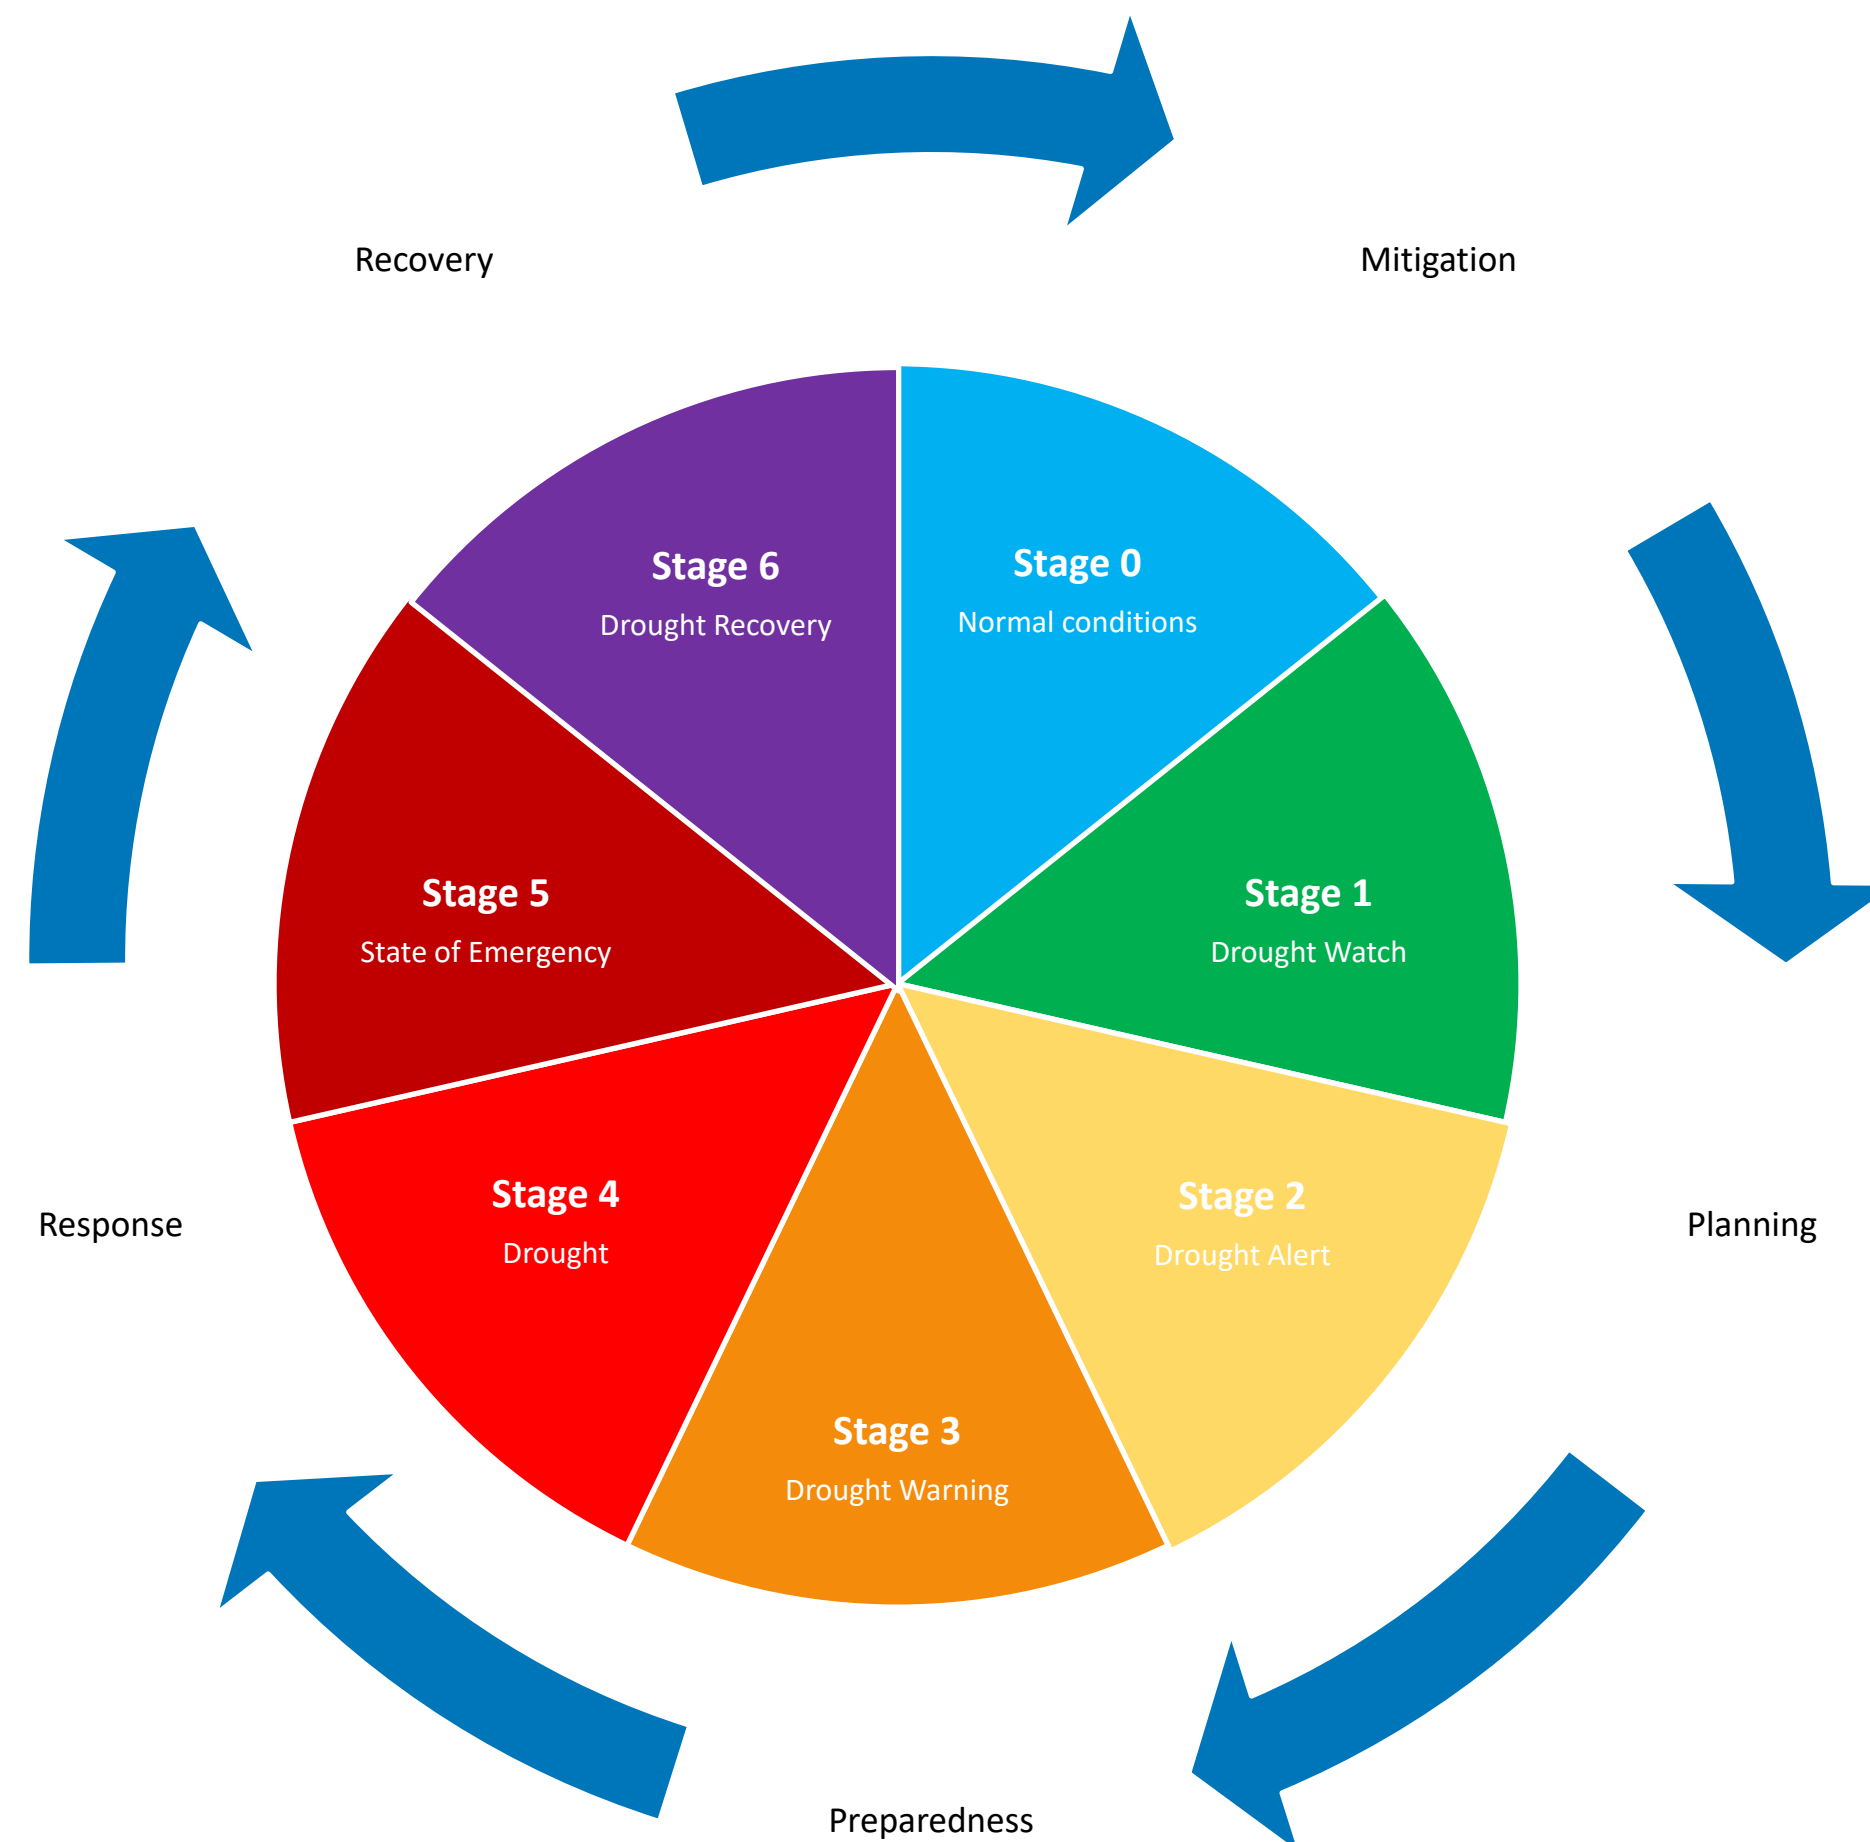 Recovery
Mitigation
Stage 6
Drought Recovery
Stage 0
Normal conditions
Stage 5
State of Emergency
Stage 1
Drought Watch
Stage 4
Drought
Stage 2
Drought Alert
Response
Planning
Stage 3
Drought Warning
Preparedness